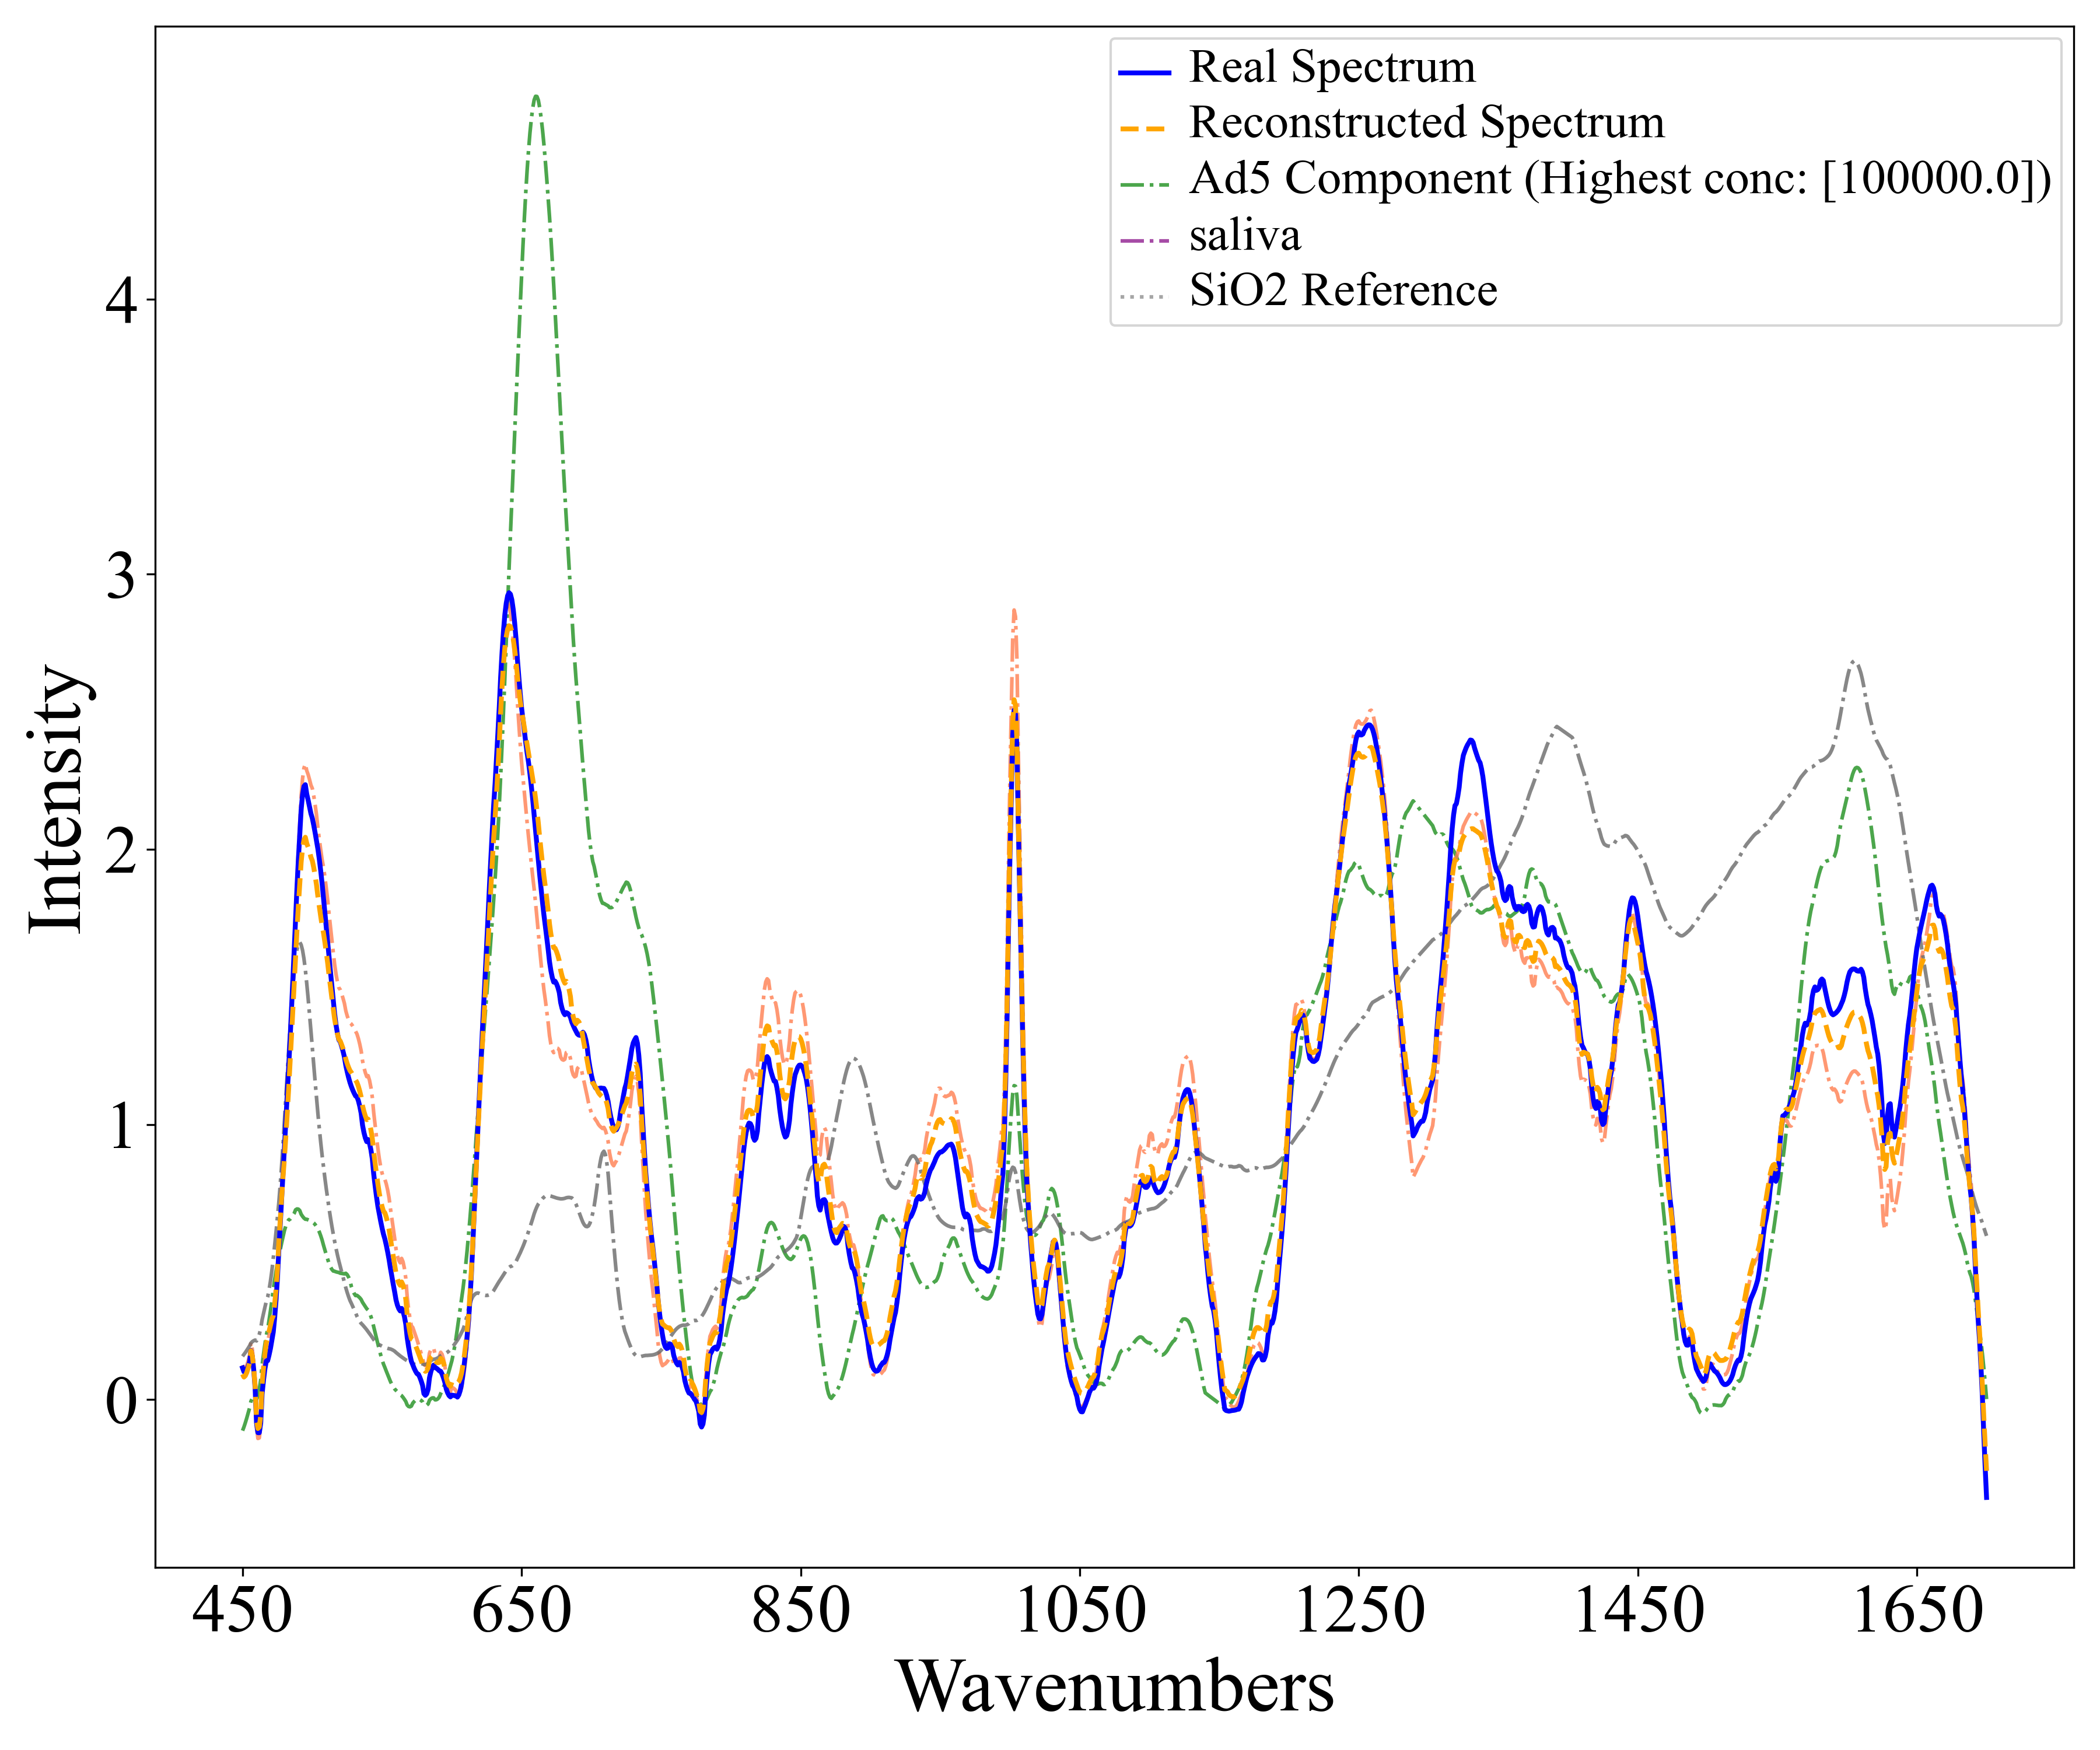 Real Spectrum
Reconstructed Spectrum
Ad5 Component (Highest conc: [100000.0])
saliva
SiO2 Reference
Intensity
4
3
2
1
0
450 650 850 1050 1250 1450 1650
Wavenumbers